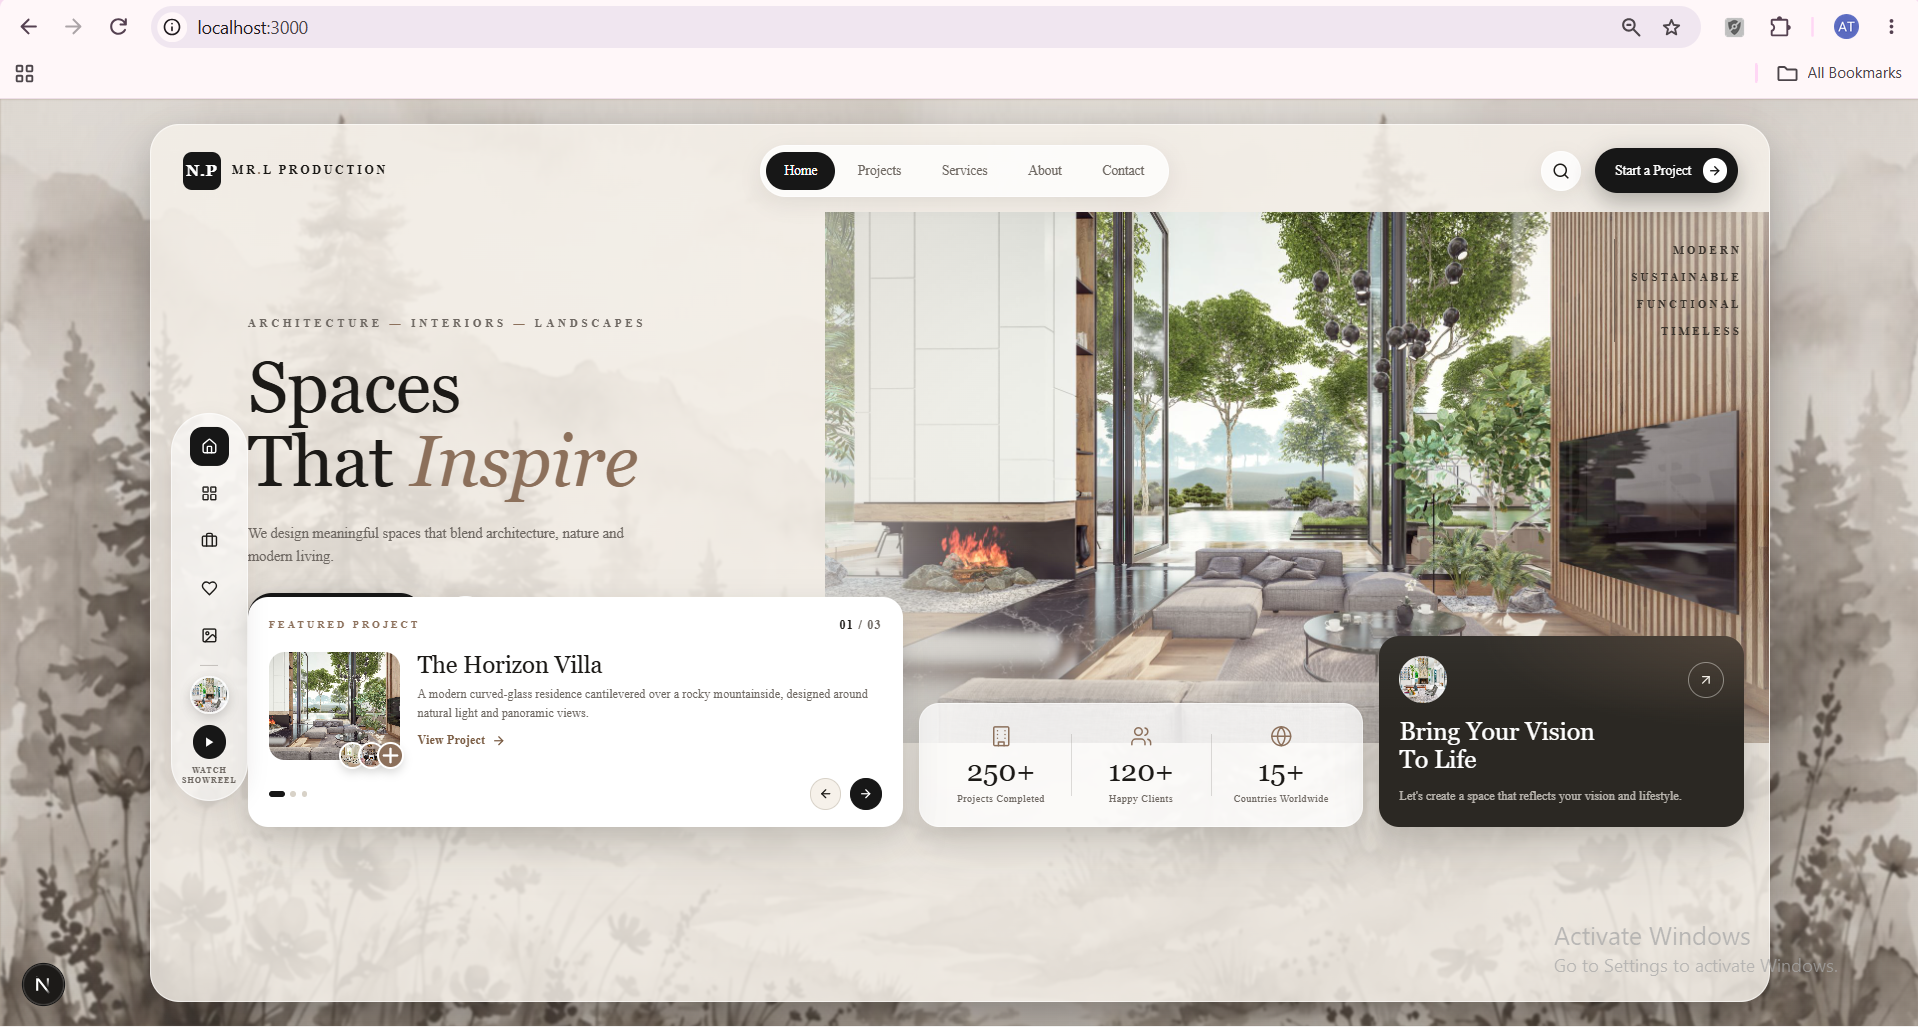 localhost:3000
AT
All Bookmarks
N.P MR.L PRODUCTION
Home Projects Services About Contact
Start a Project
MODERN
SUSTAINABLE
FUNCTIONAL
TIMELESS
ARCHITECTURE — INTERIORS — LANDSCAPES
Spaces
That Inspire
We design meaningful spaces that blend architecture, nature and
modern living.
WATCH
SHOWREEL
FEATURED PROJECT
01 / 03
The Horizon Villa
A modern curved-glass residence cantilevered over a rocky mountainside, designed around
natural light and panoramic views.
View Project
250+
Projects Completed
120+
Happy Clients
15+
Countries Worldwide
Bring Your Vision
To Life
Let's create a space that reflects your vision and lifestyle.
Activate Windows
Go to Settings to activate Windows.
N